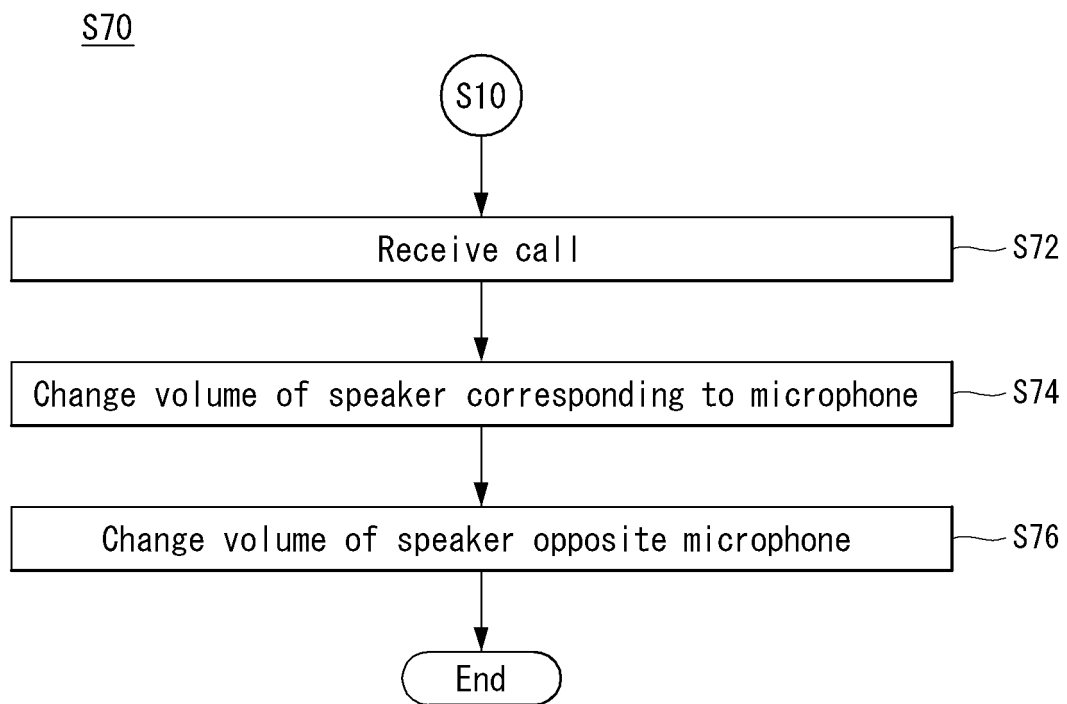 S70
S10
Receive call
S72
Change volume of speaker corresponding to microphone
S74
Change volume of speaker opposite microphone
S76
End